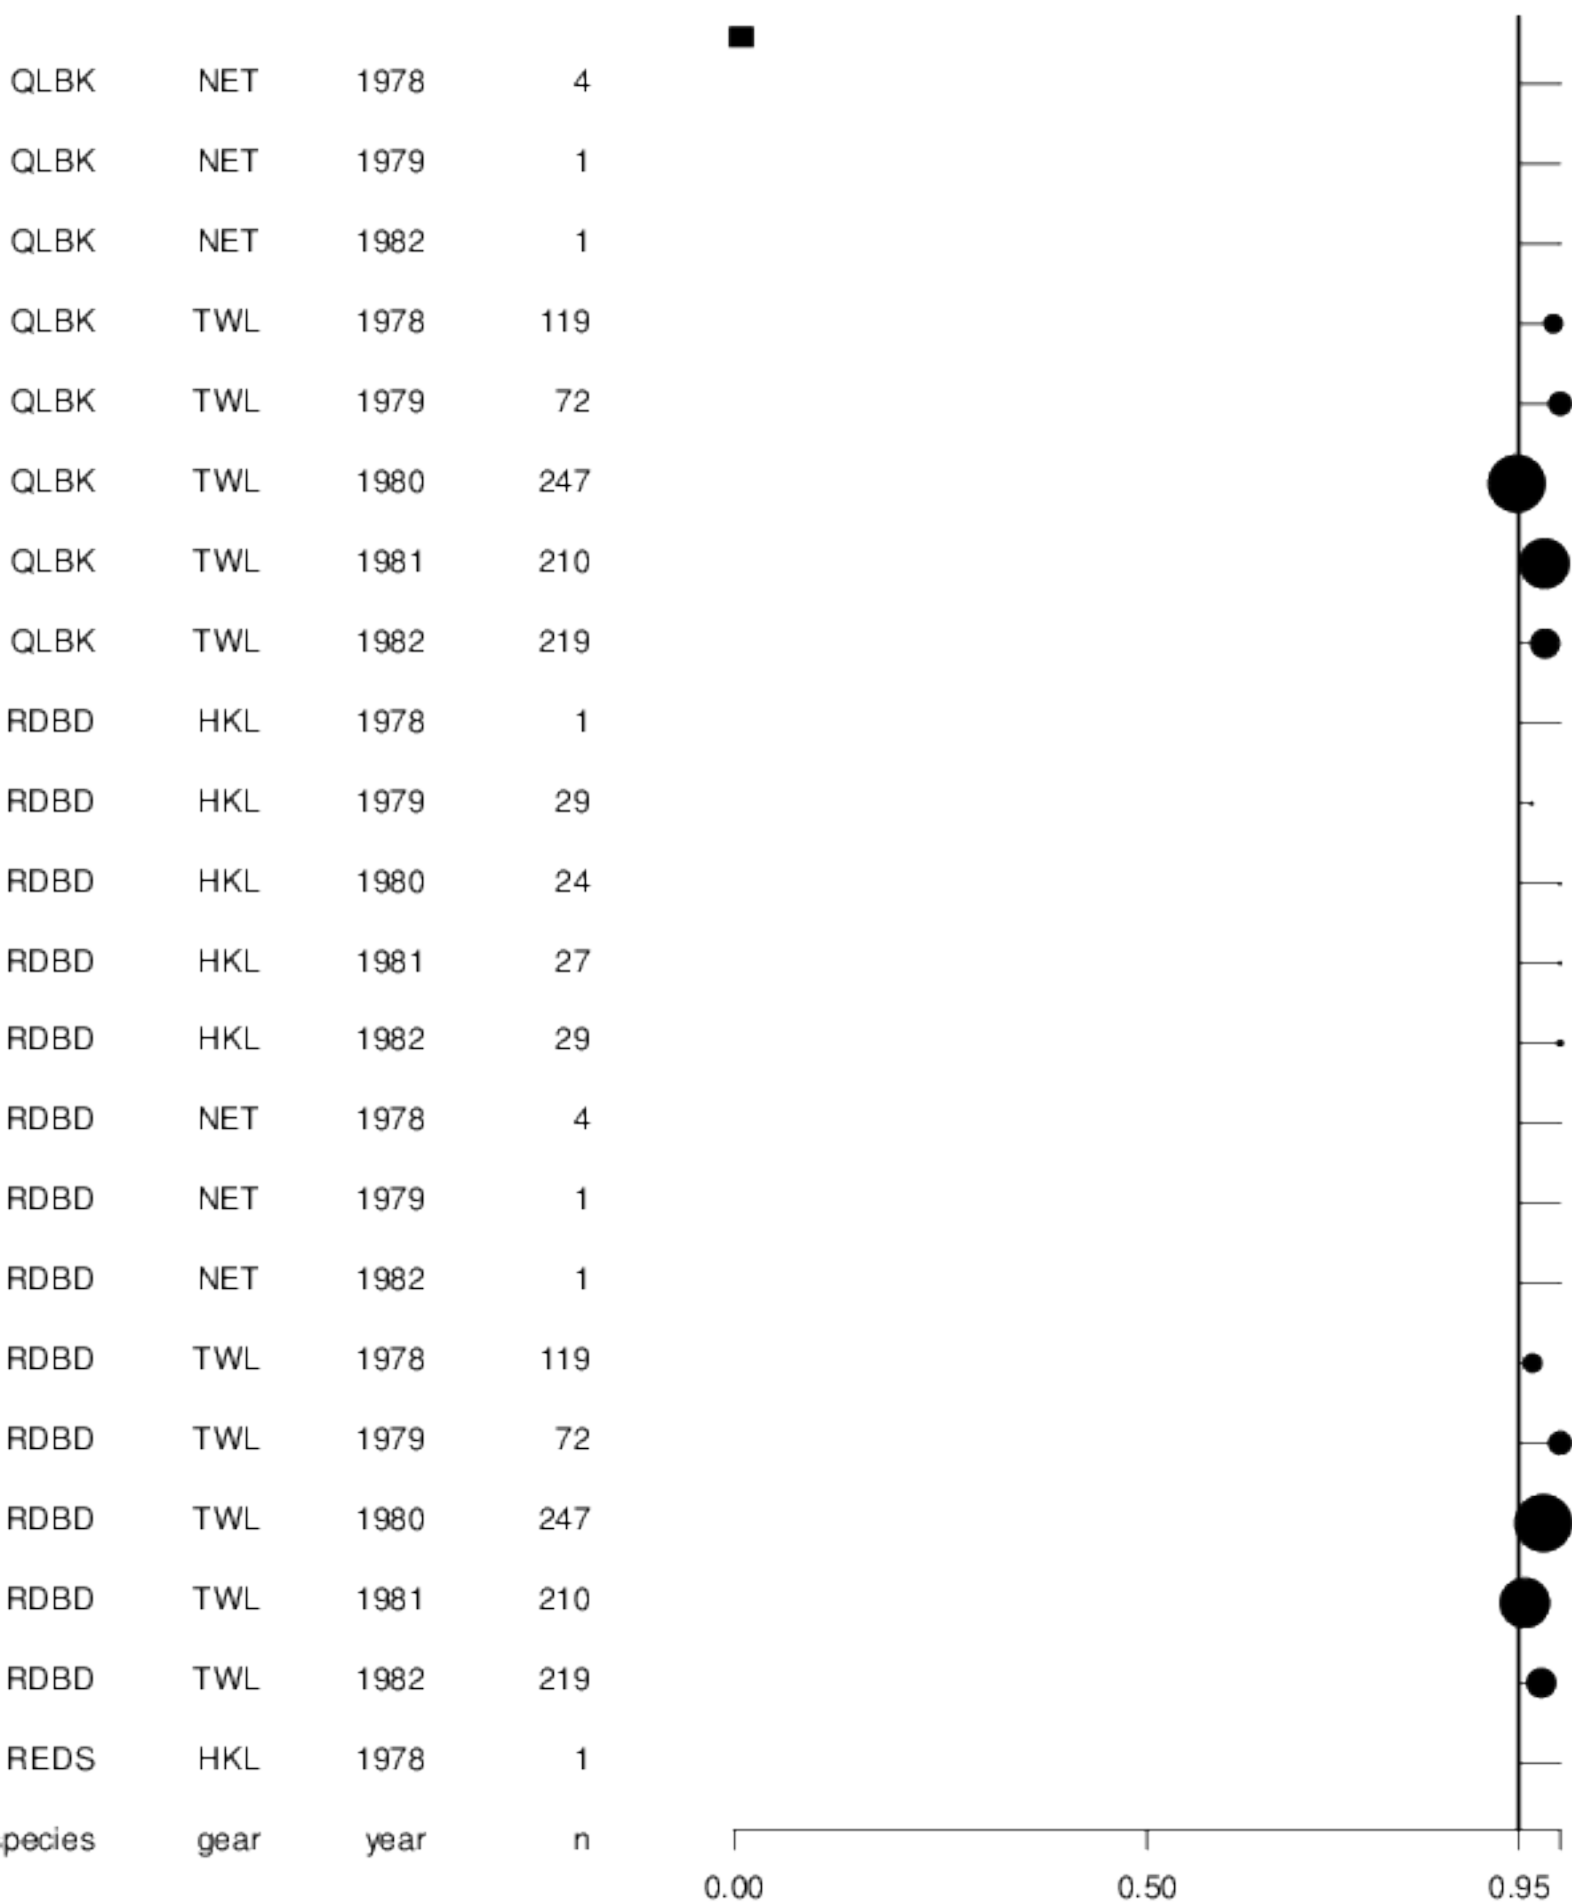 QLBK NET 1978 4
QLBK NET 1979 1
QLBK NET 1982 1
QLBK TWL 1978 119
QLBK TWL 1979 72
QLBK TWL 1980 247
QLBK TWL 1981 210
QLBK TWL 1982 219
RDBD HKL 1978 1
RDBD HKL 1979 29
RDBD HKL 1980 24
RDBD HKL 1981 27
RDBD HKL 1982 29
RDBD NET 1978 4
RDBD NET 1979 1
RDBD NET 1982 1
RDBD TWL 1978 119
RDBD TWL 1979 72
RDBD TWL 1980 247
RDBD TWL 1981 210
RDBD TWL 1982 219
REDS HKL 1978 1
pecies gear year n
0.00 0.50 0.95